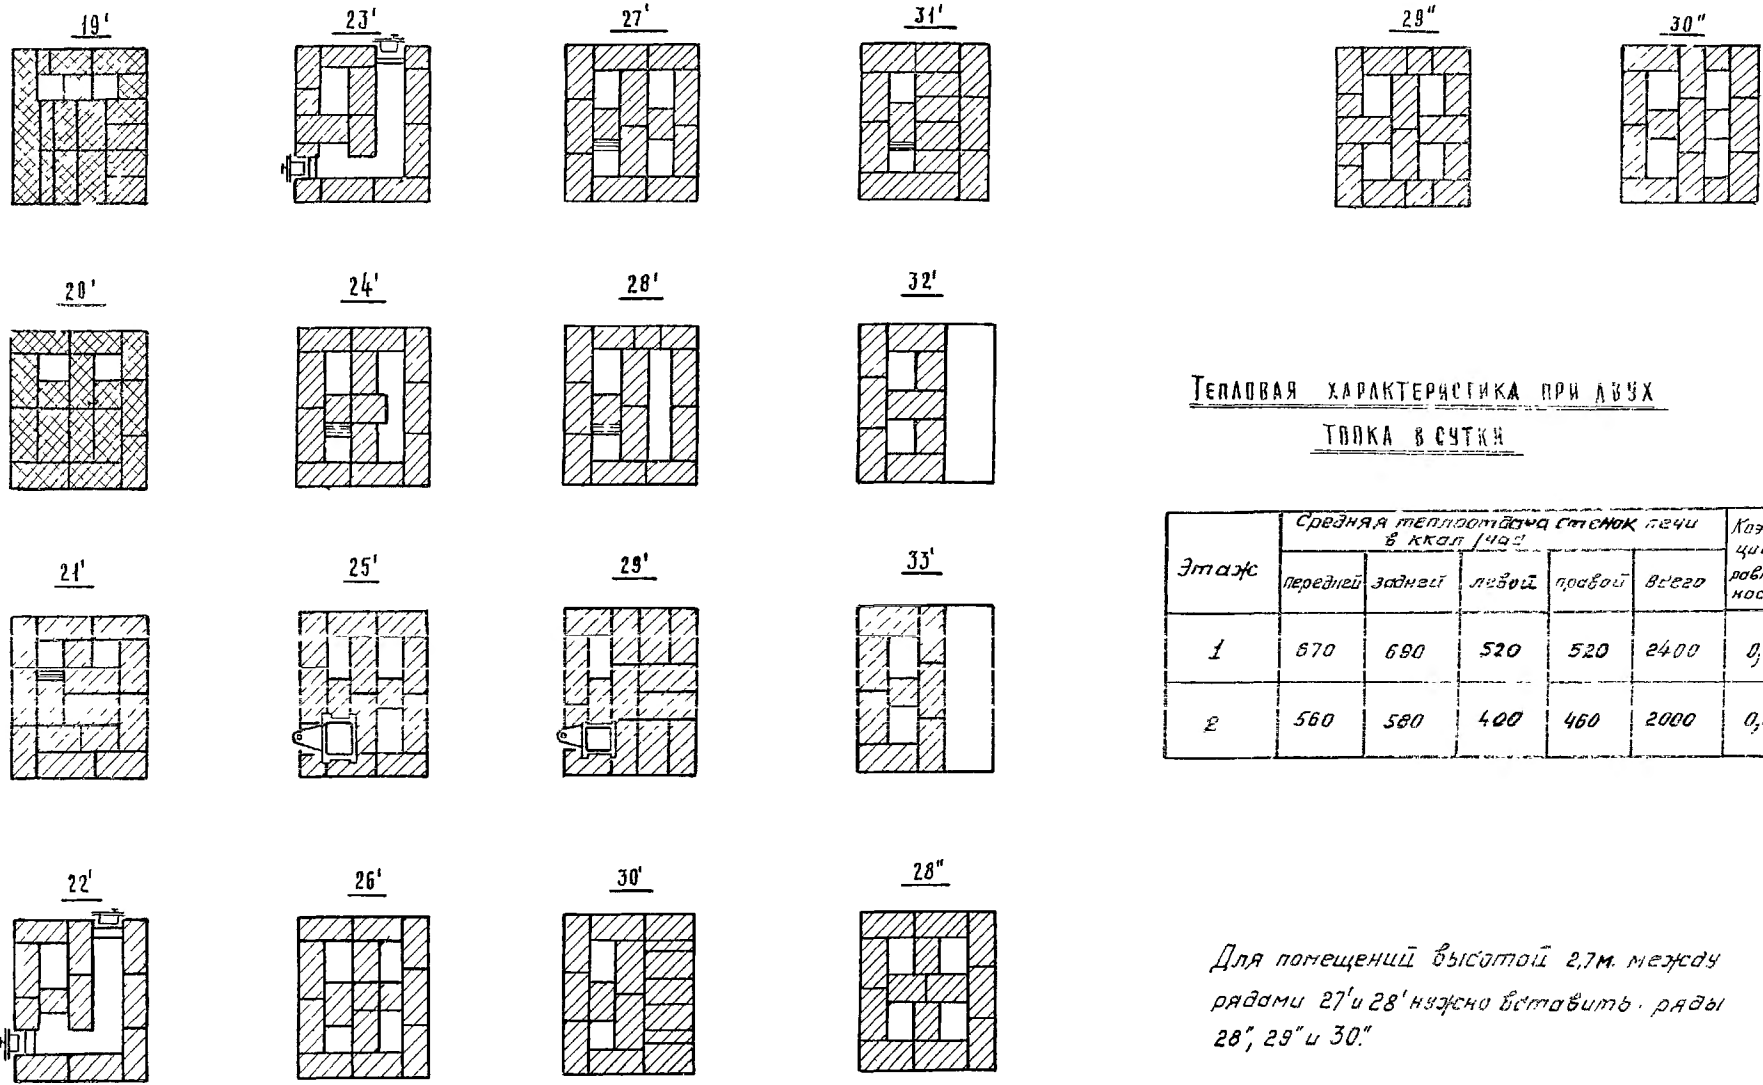 19'
23'
27'
31'
29"
30"
20'
24'
28'
32'
ТЕПЛОВАЯ ХАРАКТЕРИСТИКА ПРИ ДВУХ
ТОПКА В СУТКИ
Этаж
Средняя теплоотдача стенок печи
в ккал/час
передней задней левой правой всего
1 670 690 520 520 2400 0,
2 560 580 400 460 2000 0,
21'
25'
29'
33'
22'
26'
30'
28"
Для помещений высотой 2,7м. между
рядами 27' и 28' нужно вставить ряды
28", 29" и 30."